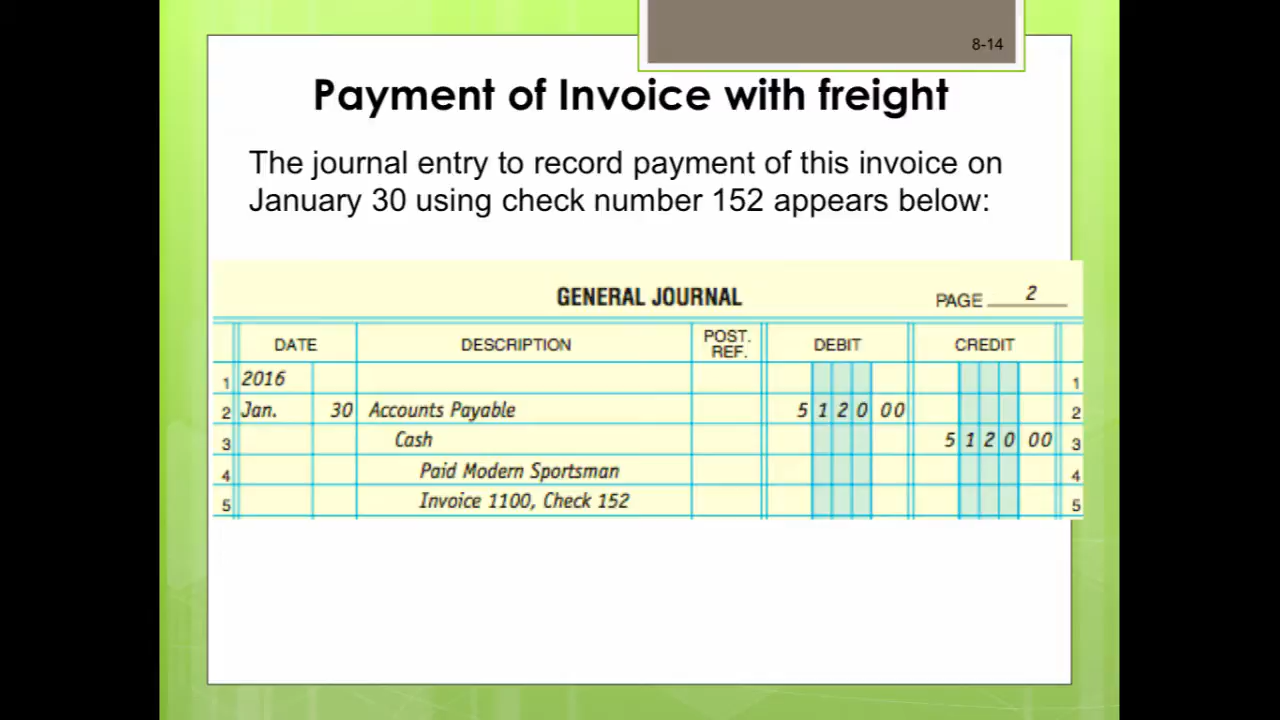 8-14
Payment of Invoice with freight
The journal entry to record payment of this invoice on
January 30 using check number 152 appears below:
GENERAL JOURNAL PAGE 2
DATE DESCRIPTION POST. REF. DEBIT CREDIT
1 2016 1
2 Jan. 30 Accounts Payable 5 1 2 0 00 2
3 Cash 5 1 2 0 00 3
4 Paid Modern Sportsman 4
5 Invoice 1100, Check 152 5